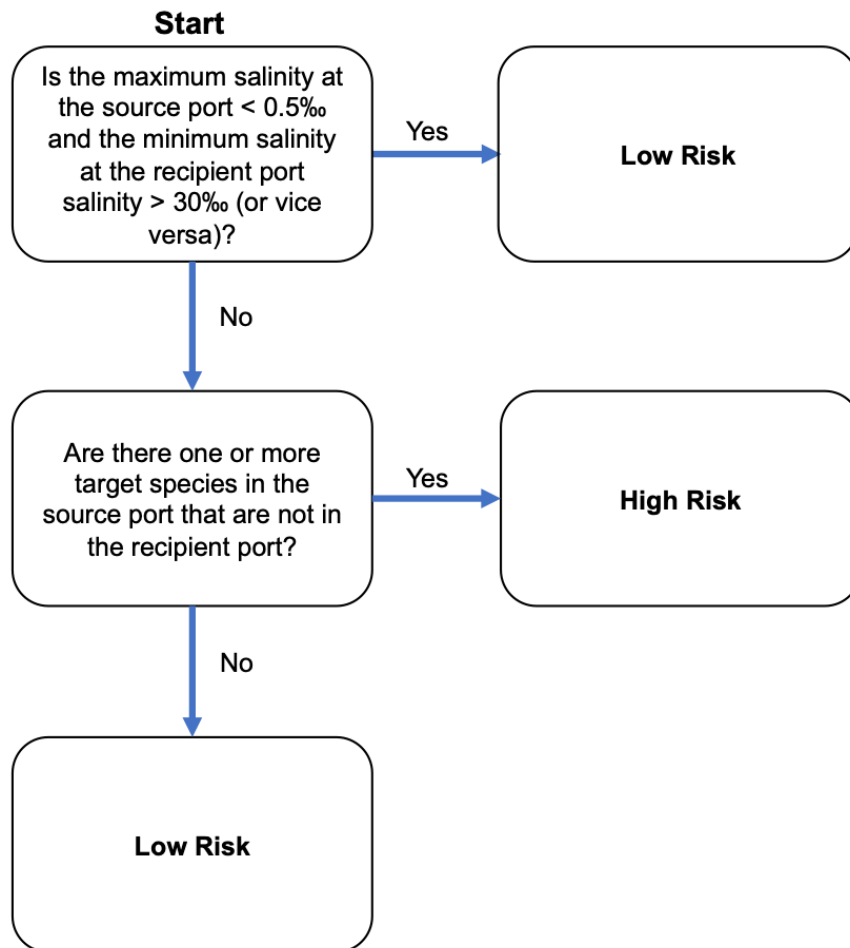 Start
Is the maximum salinity at
the source port < 0.5‰
and the minimum salinity
at the recipient port
salinity > 30‰ (or vice
versa)?
Yes
Low Risk
No
Are there one or more
target species in the
source port that are not in
the recipient port?
Yes
High Risk
No
Low Risk